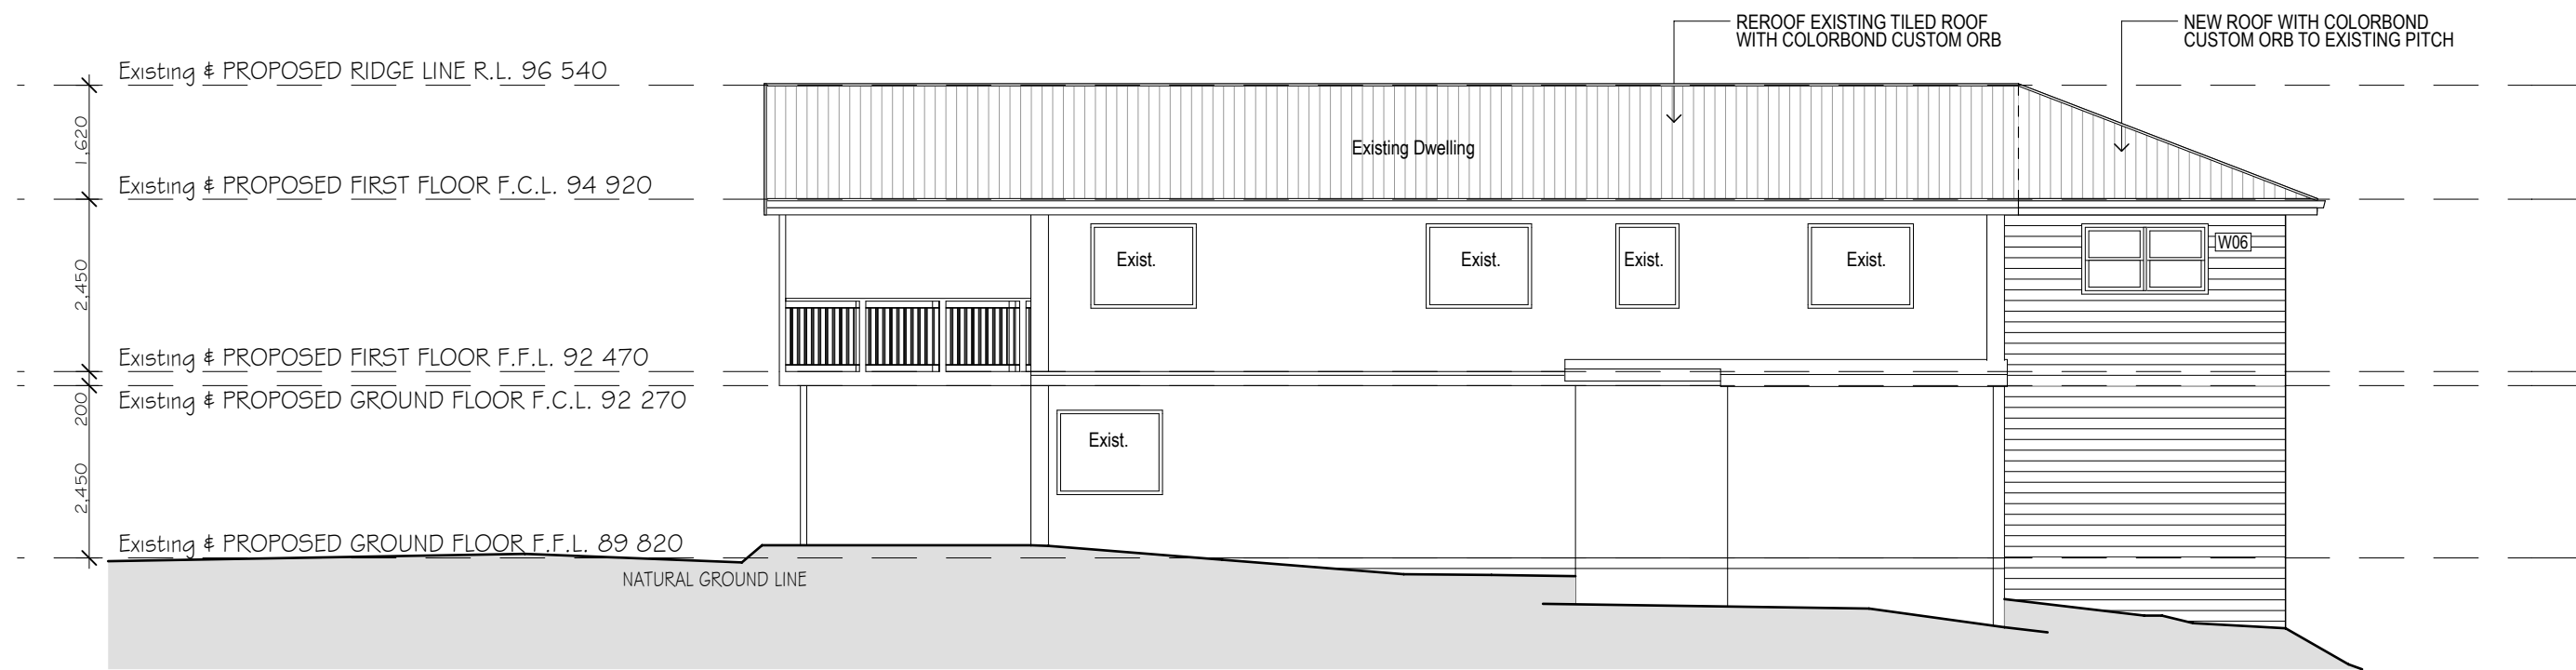 REROOF EXISTING TILED ROOF
WITH COLORBOND CUSTOM ORB
NEW ROOF WITH COLORBOND
CUSTOM ORB TO EXISTING PITCH
Existing & PROPOSED RIDGE LINE R.L. 96 540
1,620
Existing Dwelling
Existing & PROPOSED FIRST FLOOR F.C.L. 94 920
2,450
Exist.
Exist.
Exist.
Exist.
W06
Existing & PROPOSED FIRST FLOOR F.F.L. 92 470
200
Existing & PROPOSED GROUND FLOOR F.C.L. 92 270
2,450
Exist.
Existing & PROPOSED GROUND FLOOR F.F.L. 89 820
NATURAL GROUND LINE